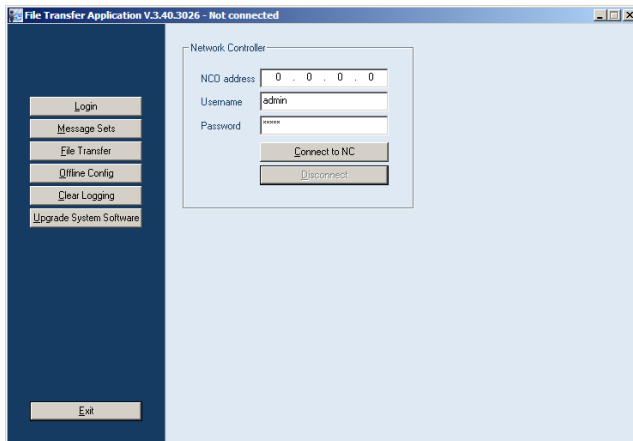 File Transfer Application V.3.40.3026 - Not connected
Network Controller
NCO address 0 . 0 . 0 . 0
Username admin
Password *****
Connect to NC
Disconnect
Login
Message Sets
File Transfer
Offline Config
Clear Logging
Upgrade System Software
Exit